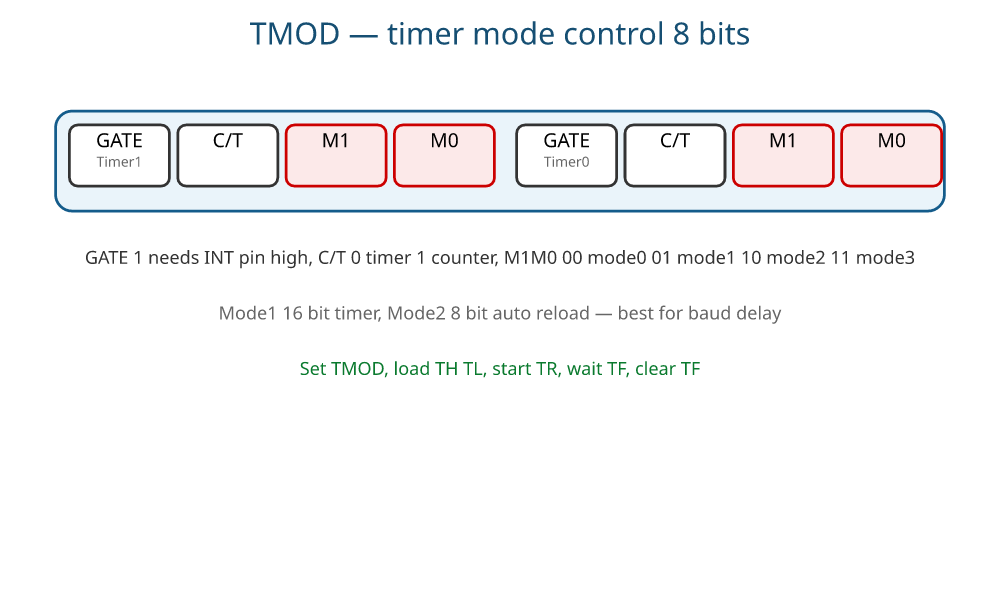 TMOD — timer mode control 8 bits
GATE C/T M1 M0 GATE C/T M1 M0
Timer1 Timer0
GATE 1 needs INT pin high, C/T 0 timer 1 counter, M1M0 00 mode0 01 mode1 10 mode2 11 mode3
Mode1 16 bit timer, Mode2 8 bit auto reload — best for baud delay
Set TMOD, load TH TL, start TR, wait TF, clear TF